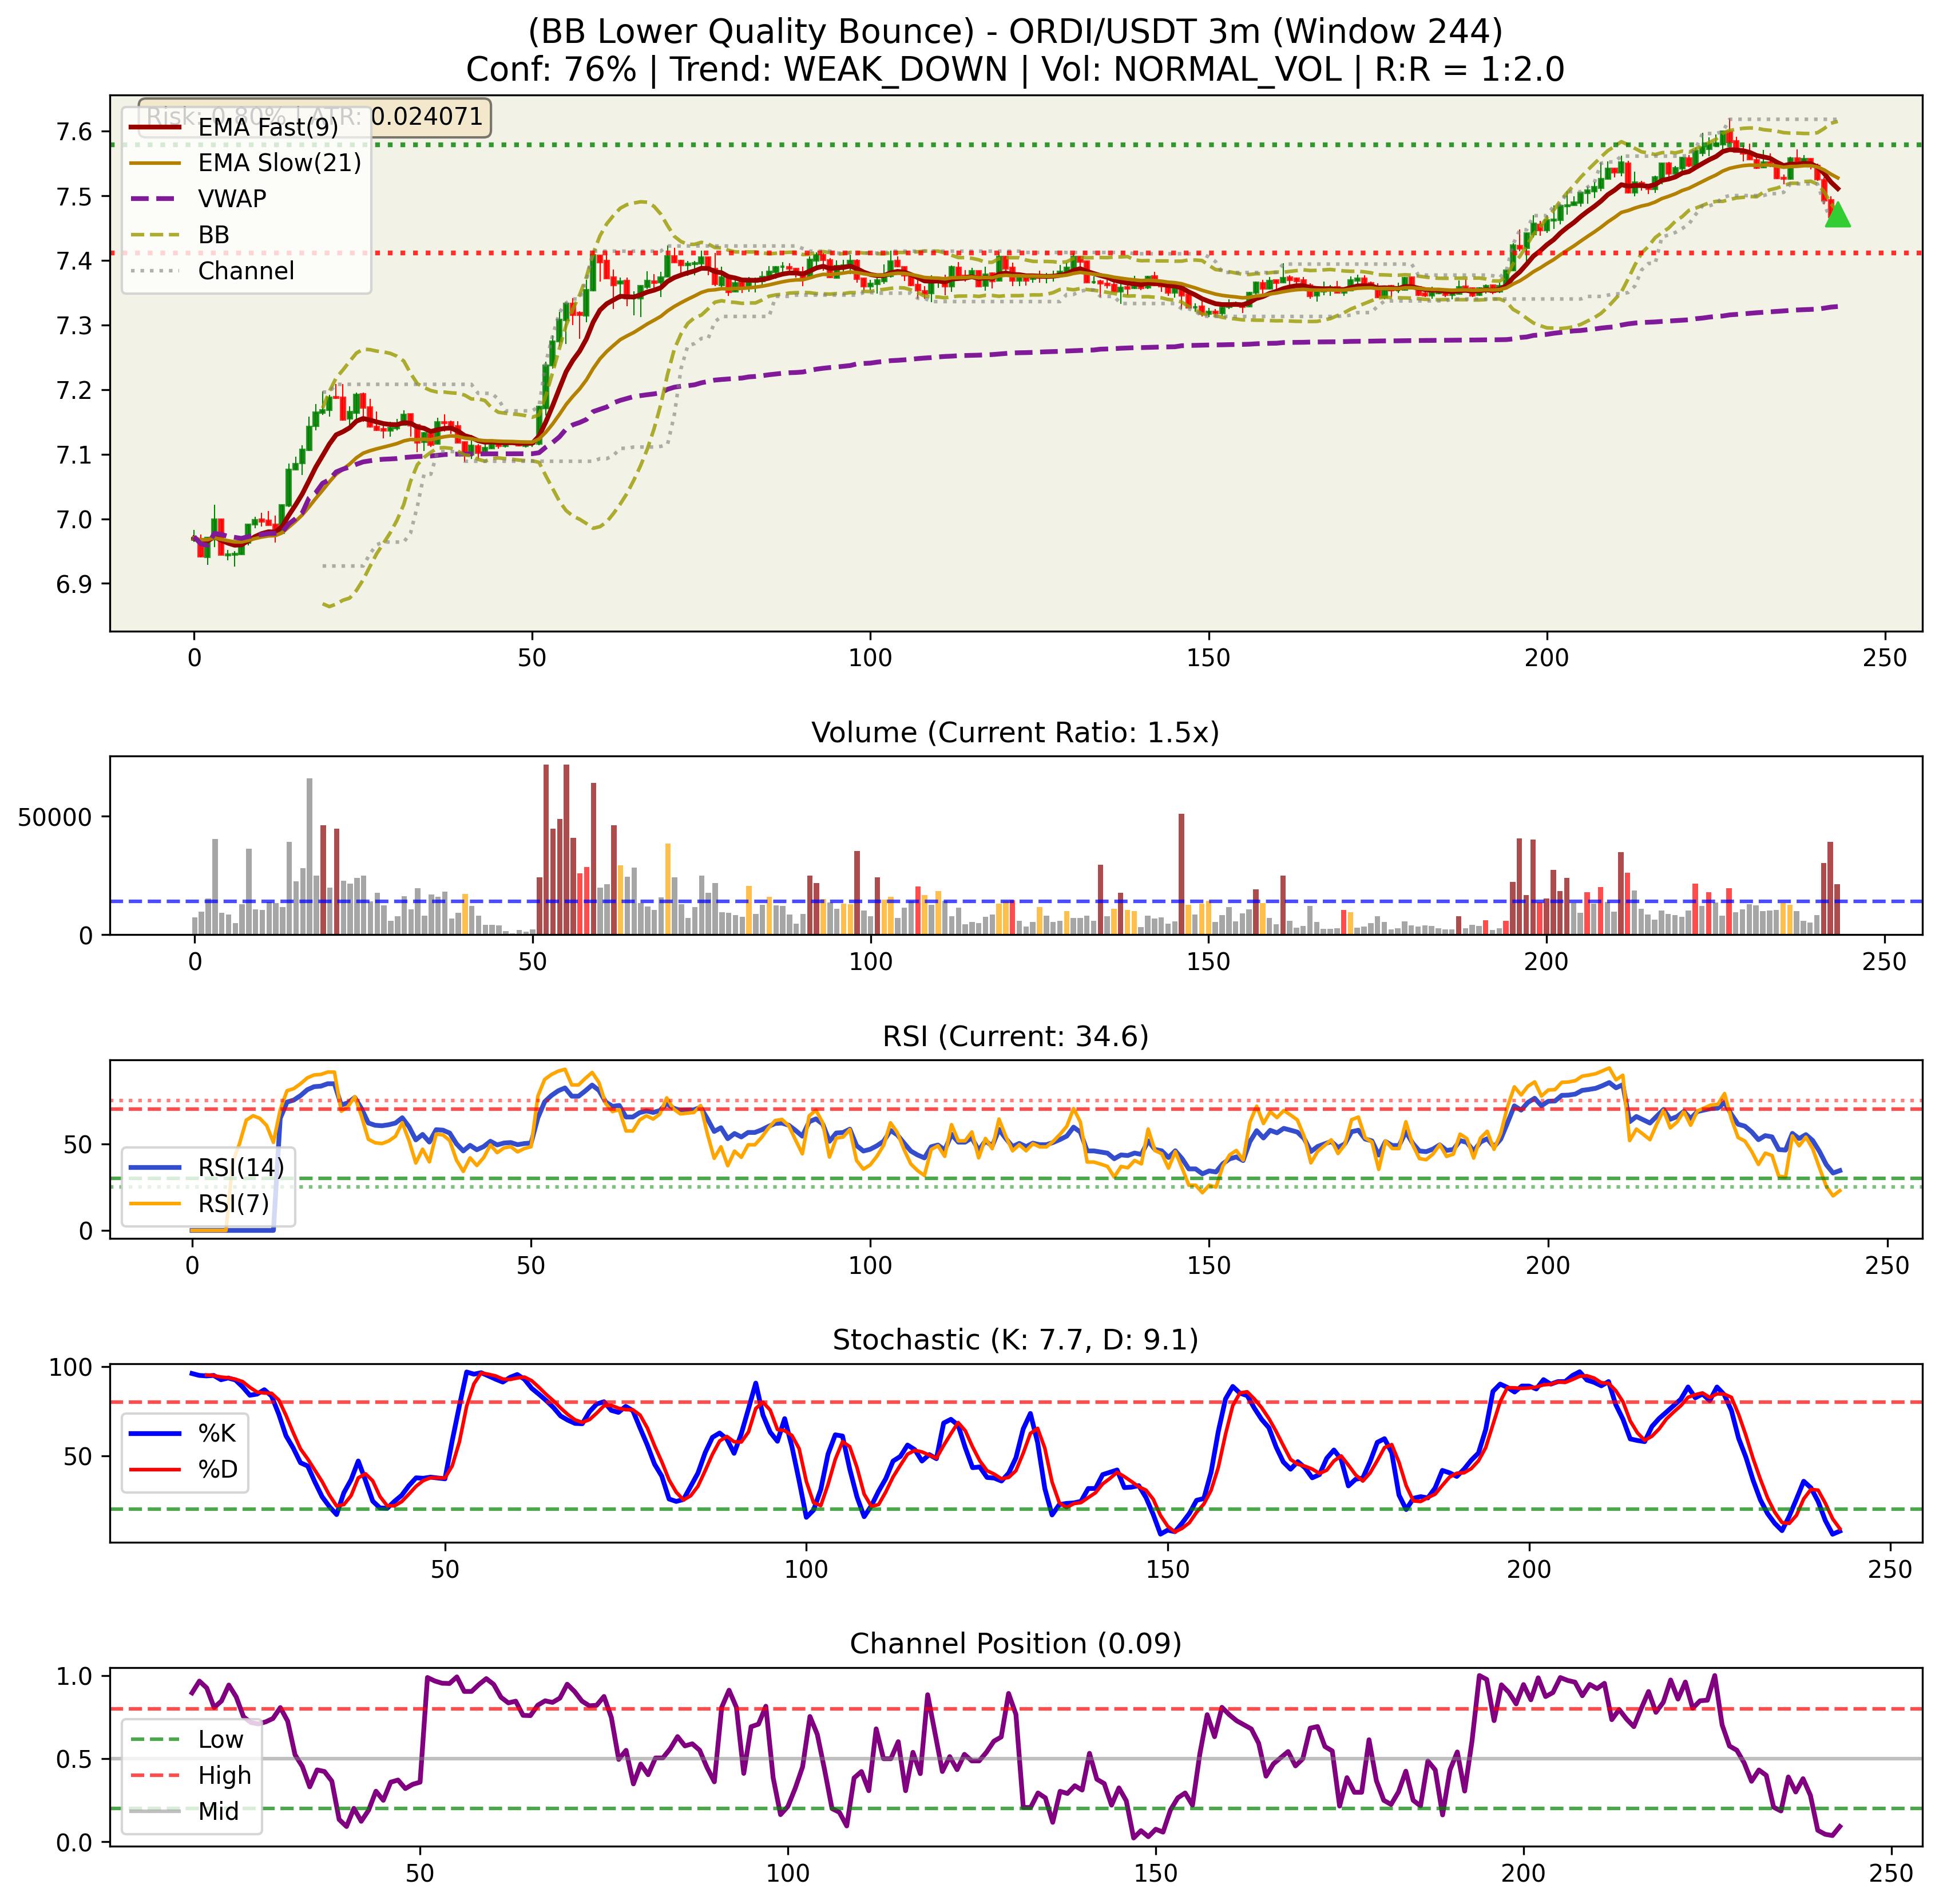 (BB Lower Quality Bounce) - ORDI/USDT 3m (Window 244)
Conf: 76% | Trend: WEAK_DOWN | Vol: NORMAL_VOL | R:R = 1:2.0
Risk: 0.80% | ATR: 0.024071
EMA Fast(9)
EMA Slow(21)
VWAP
BB
Channel
7.6
7.5
7.4
7.3
7.2
7.1
7.0
6.9
0 50 100 150 200 250
Volume (Current Ratio: 1.5x)
50000
0
0 50 100 150 200 250
RSI (Current: 34.6)
50
0
RSI(14)
RSI(7)
0 50 100 150 200 250
Stochastic (K: 7.7, D: 9.1)
100
50
%K
%D
50 100 150 200 250
Channel Position (0.09)
1.0
0.5
0.0
Low
High
Mid
50 100 150 200 250